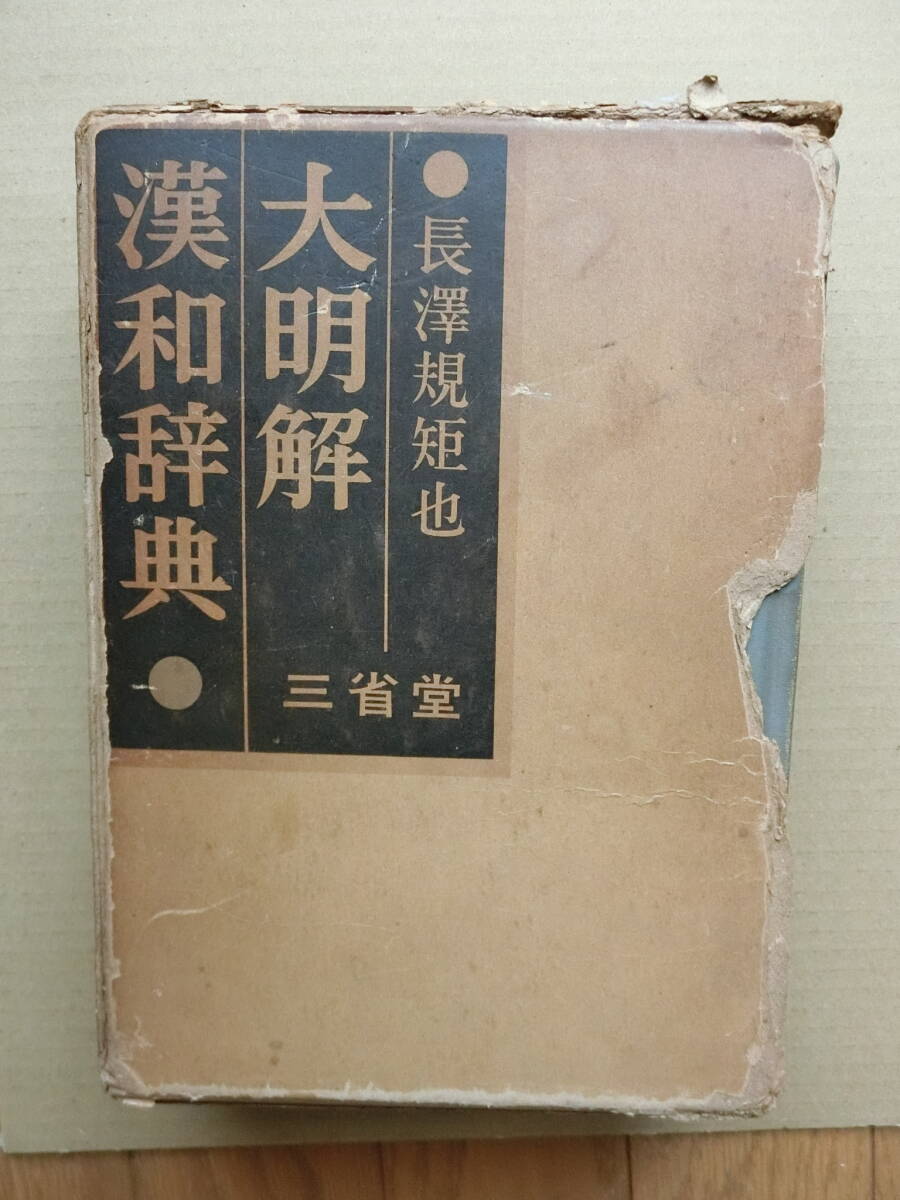 ●長澤規矩也
大明解
漢和辞典●
三省堂